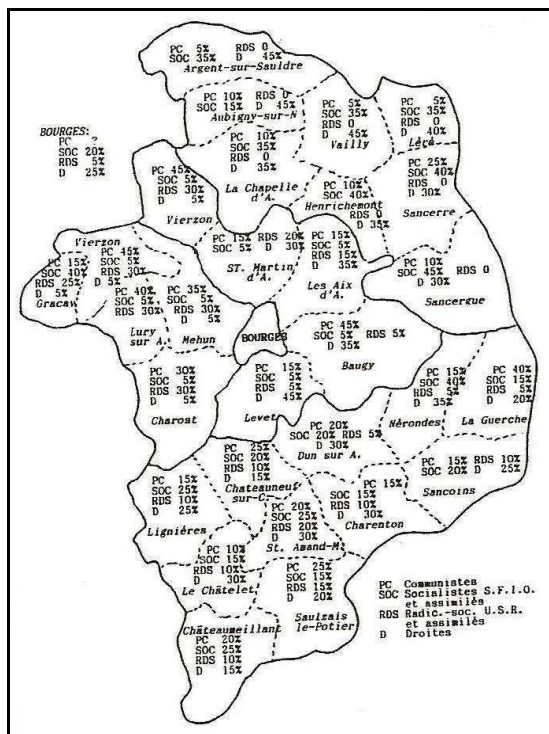 PC 5% RDS 0
SOC 35% D 45%
Argent-sur-Sauldre
PC 10% RDS 0
SOC 15% D 45%
Aubigny-sur-N
PC 5%
SOC 35%
RDS 0
D 45%
Vailly
PC 5%
SOC 35%
RDS 0
D 40%
Léré
BOURGES:
PC
SOC 20%
RDS 5%
D 25%
PC 10%
SOC 35%
RDS 0
D 35%
La Chapelle
d'A.
PC 25%
SOC 40%
RDS 0
D 30%
Sancerre
PC 45%
SOC 5%
RDS 30%
D 5%
Vierzon
PC 10%
SOC 40%
Henrichemont
RDS 0
D 35%
PC 15% RDS 20%
SOC 5% D 30%
ST. Martin
d'A.
PC 15%
SOC 5%
RDS 15%
D 35%
Les Aix
d'A.
PC 10%
SOC 45% RDS 0
D 30%
Sancergue
Vierzon
PC 45%
SOC 5%
RDS 30%
D 5%
PC 15%
SOC 40%
RDS 25%
D 5%
Gracay
PC 40%
SOC 5%
RDS 30%
Lury
sur A.
PC 35%
SOC 5%
RDS 30%
D 5%
Mehun
BOURGES
PC 45%
SOC 5% RDS 5%
D 35%
Baugy
PC 30%
SOC 5%
RDS 30%
D 5%
Charost
PC 15%
SOC 5%
RDS 5%
D 45%
Levet
PC 15%
SOC 40%
RDS 5%
D 35%
Nérondes
PC 40%
SOC 15%
RDS 5%
D 20%
La Guerche
PC 20%
SOC 20% RDS 5%
D 30%
Dun sur A.
PC 25%
SOC 20%
RDS 10%
D 15%
Chateauneuf
sur-C-
PC 15% RDS 10%
SOC 20% D 25%
Sancoins
PC 15%
SOC 25%
RDS 10%
D 25%
Lignières
PC 15%
SOC 15%
RDS 10%
D 30%
Charenton
PC 20%
SOC 25%
RDS 20%
D 30%
St. Amand-M.
PC 10%
SOC 15%
RDS 10%
D 30%
Le Châtelet
PC 25%
SOC 15%
RDS 15%
D 20%
Saulzais
le-Potier
Châteaumeillant
PC 20%
SOC 25%
RDS 10%
D 15%
PC Communistes
SOC Socialistes S.F.I.O.
et assimilés
RDS Radic.-soc. U.S.R.
et assimilés
D Droites